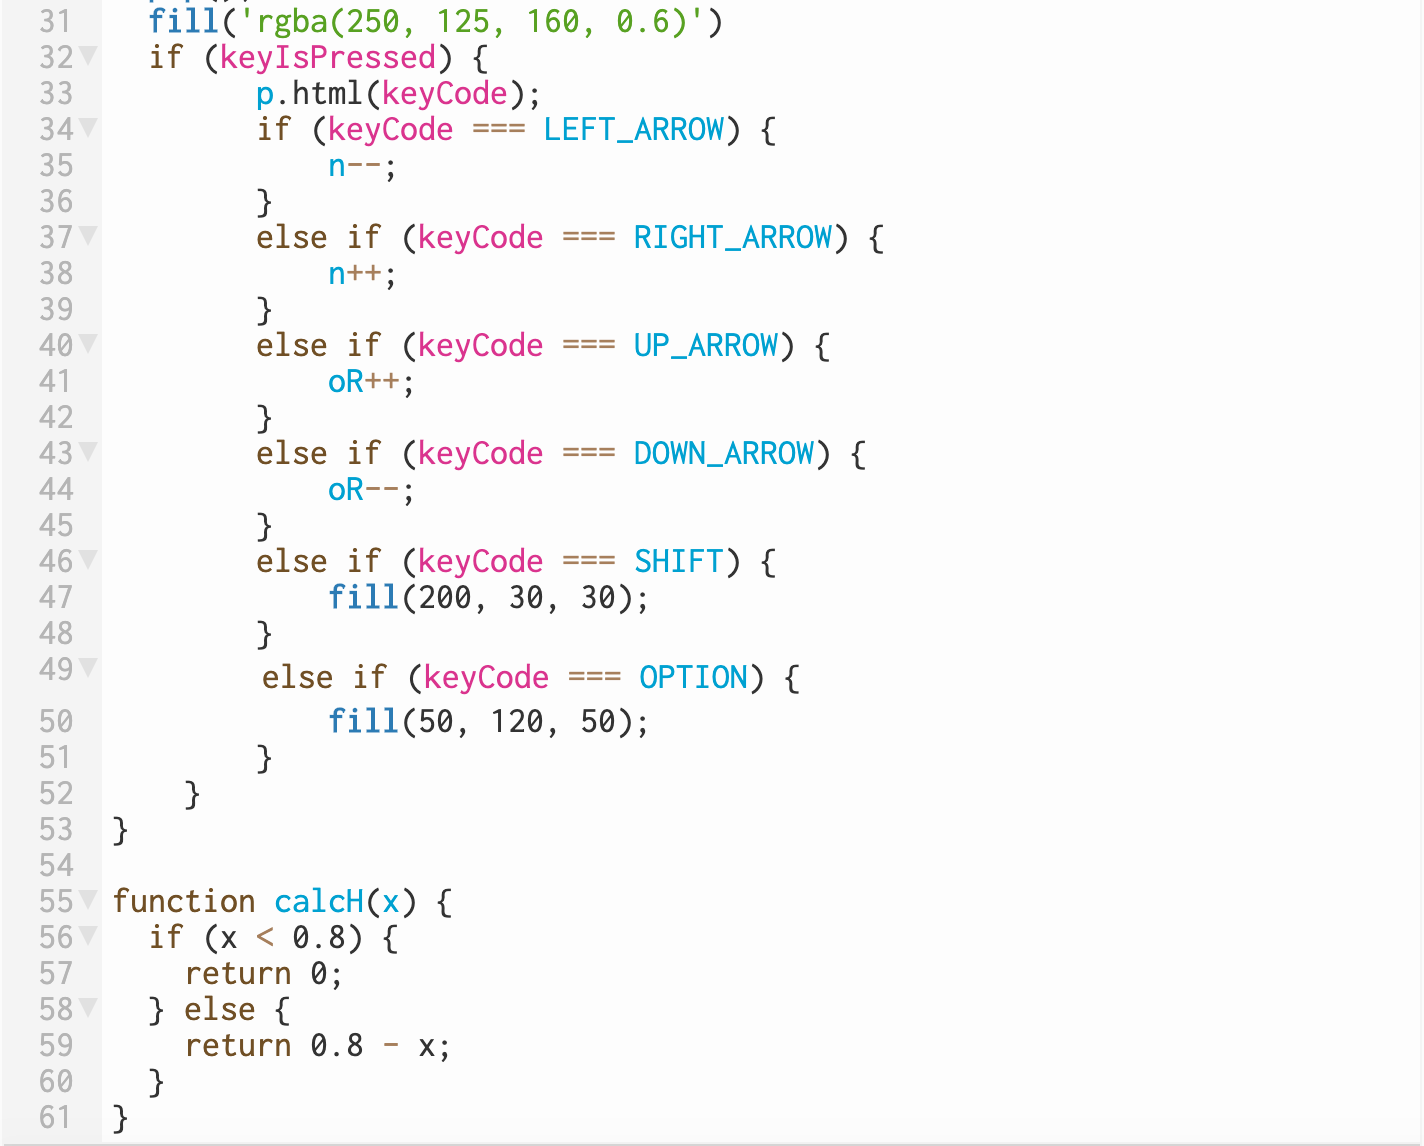 31 fill('rgba(250, 125, 160, 0.6)')
32 if (keyIsPressed) {
33 p.html(keyCode);
34 if (keyCode === LEFT_ARROW) {
35 n--;
36 }
37 else if (keyCode === RIGHT_ARROW) {
38 n++;
39 }
40 else if (keyCode === UP_ARROW) {
41 oR++;
42 }
43 else if (keyCode === DOWN_ARROW) {
44 oR--;
45 }
46 else if (keyCode === SHIFT) {
47 fill(200, 30, 30);
48 }
49 else if (keyCode === OPTION) {
50 fill(50, 120, 50);
51 }
52 }
53 }
54
55 function calcH(x) {
56 if (x < 0.8) {
57 return 0;
58 } else {
59 return 0.8 - x;
60 }
61 }